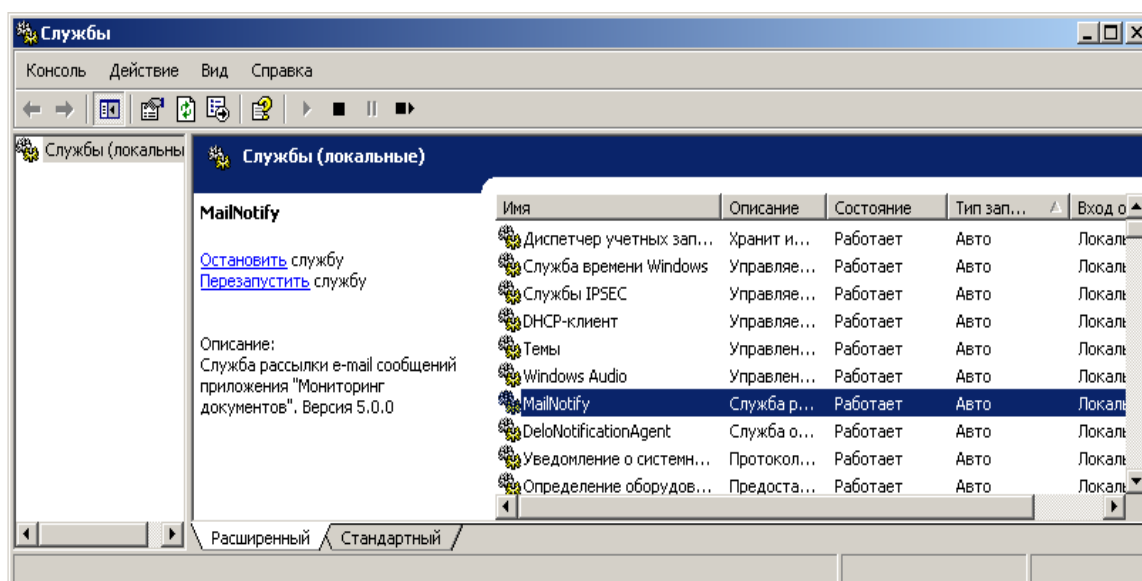 Службы
Консоль Действие Вид Справка
Службы (локальны
Службы (локальные)
MailNotify
Остановить службу
Перезапустить службу
Описание:
Служба рассылки e-mail сообщений
приложения "Мониторинг
документов". Версия 5.0.0
Имя Описание Состояние Тип зап... Вход о
Диспетчер учетных зап... Хранит и... Работает Авто Локаль
Служба времени Windows Управляе... Работает Авто Локаль
Службы IPSEC Управляе... Работает Авто Локаль
DHCP-клиент Управляе... Работает Авто Локаль
Темы Управлен... Работает Авто Локаль
Windows Audio Управлен... Работает Авто Локаль
MailNotify Служба р... Работает Авто Локаль
DeloNotificationAgent Служба о... Работает Авто Локаль
Уведомление о системн... Протокол... Работает Авто Локаль
Определение оборудов... Предоста... Работает Авто Локаль
Расширенный Стандартный